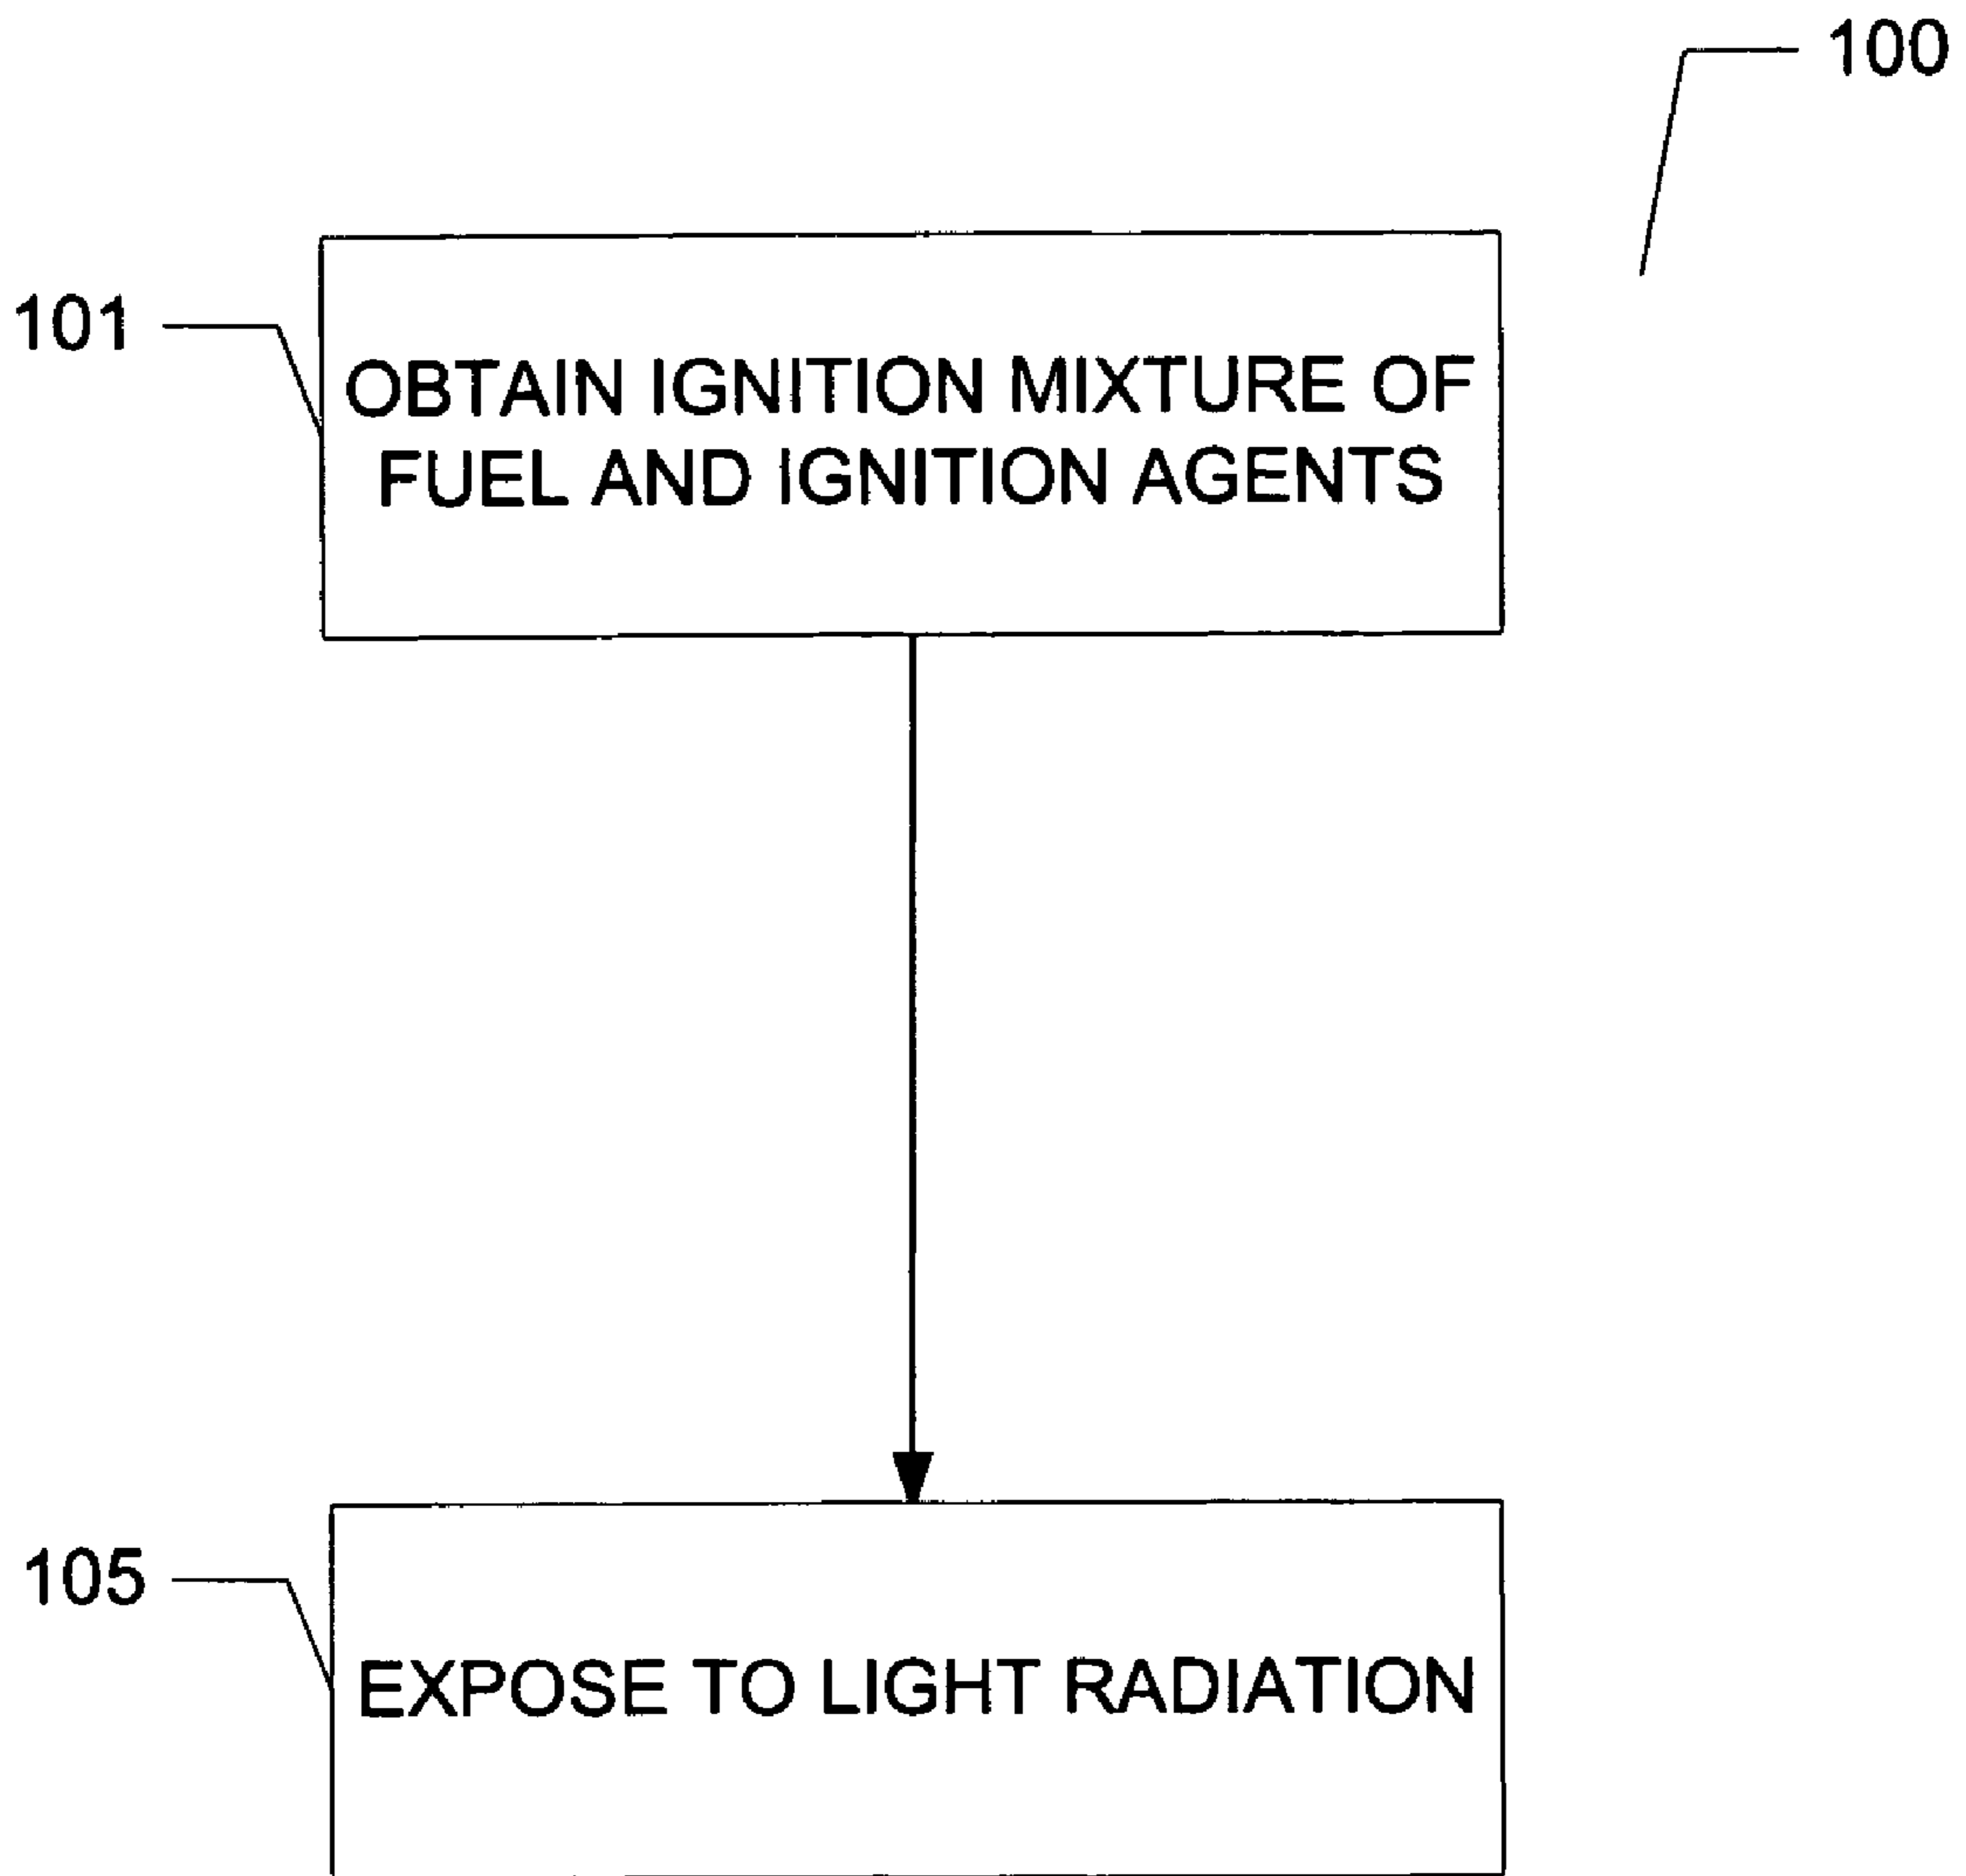 100
101
OBTAIN IGNITION MIXTURE OF
FUEL AND IGNITION AGENTS
105
EXPOSE TO LIGHT RADIATION